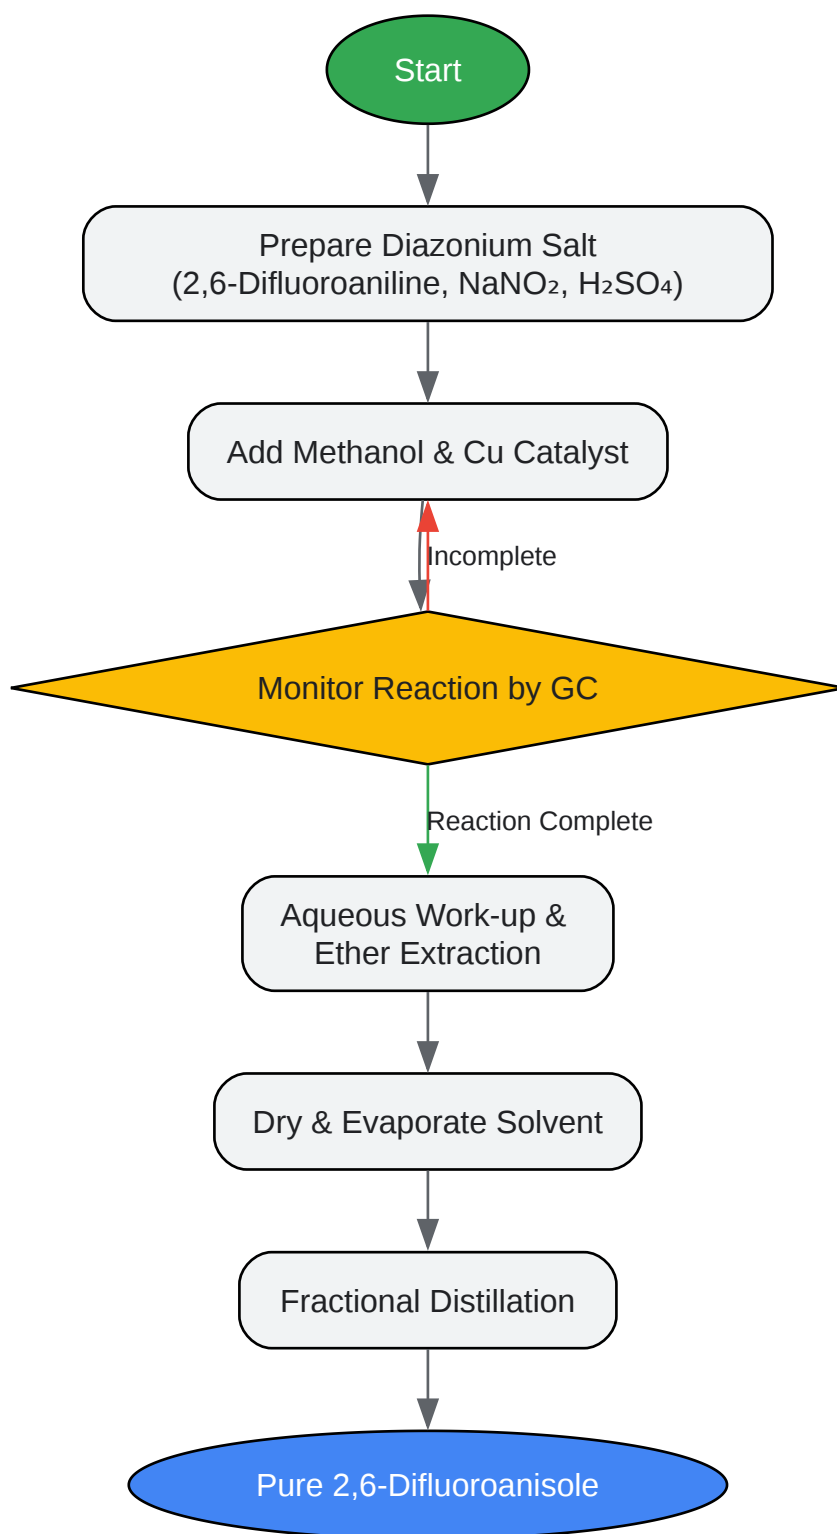 Start
Prepare Diazonium Salt
(2,6-Difluoroaniline, NaNO₂, H₂SO₄)
Add Methanol & Cu Catalyst
Incomplete
Monitor Reaction by GC
Reaction Complete
Aqueous Work-up &
Ether Extraction
Dry & Evaporate Solvent
Fractional Distillation
Pure 2,6-Difluoroanisole